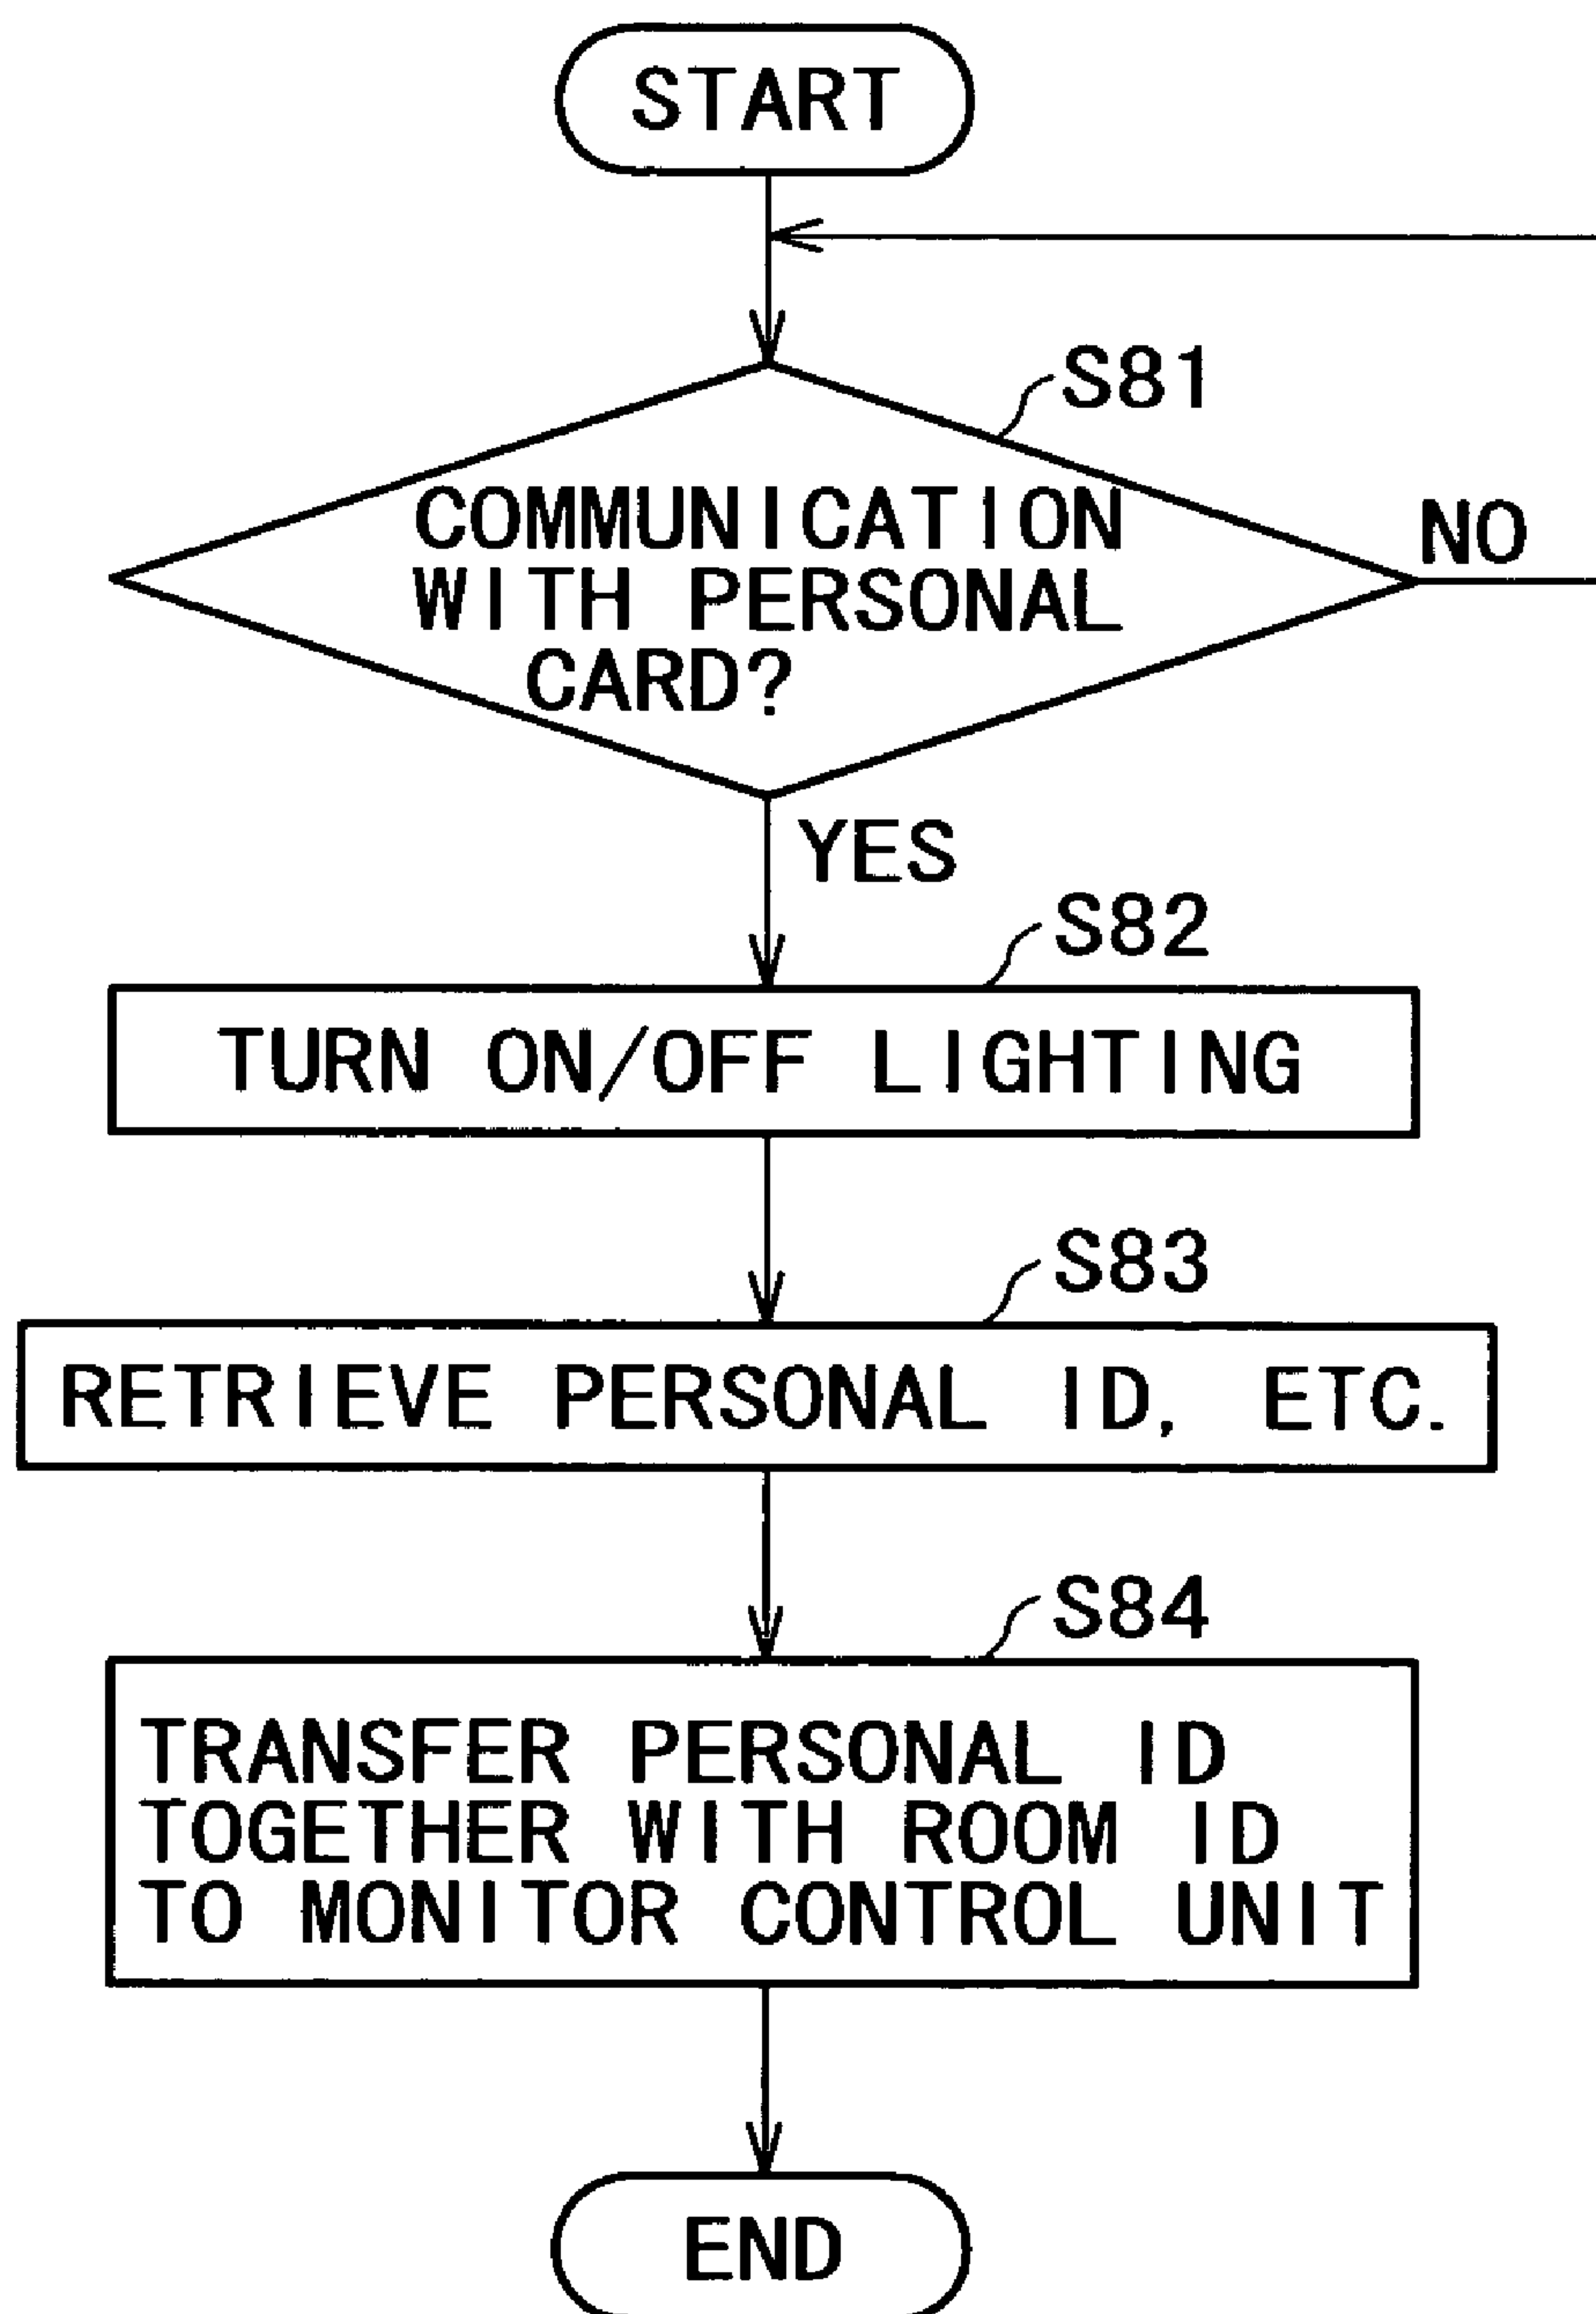 START
S81
COMMUNICATION
WITH PERSONAL
CARD?
NO
YES
S82
TURN ON/OFF LIGHTING
S83
RETRIEVE PERSONAL ID, ETC.
S84
TRANSFER PERSONAL ID
TOGETHER WITH ROOM ID
TO MONITOR CONTROL UNIT
END